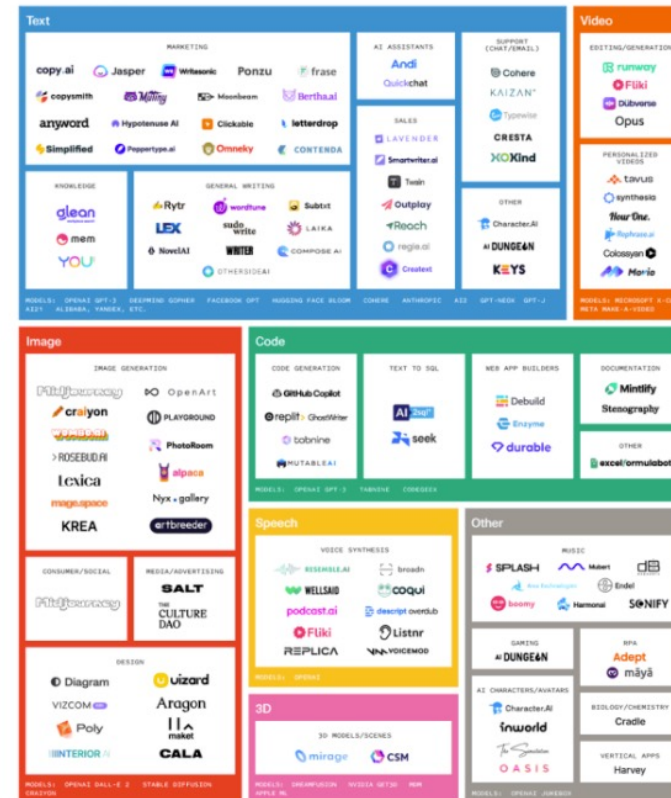 Text
MARKETING
copy.ai Jasper Writesonic Ponzu frase
copysmith Mutiny Moonbeam Bertha.ai
anyword Hypotenuse AI Clickable letterdrop
Simplified Peppertype.ai Omneky CONTENDA
KNOWLEDGE
glean
mem
YOU
GENERAL WRITING
Rytr wordtune Subtxt
LEX sudo write LAIKA
NovelAI WRITER COMPOSE AI
OTHERSIDEAI
AI ASSISTANTS
Andi
Quickchat
SALES
LAVENDER
Smartwriter.ai
Twain
Outplay
Reach
regie.ai
Creatext
SUPPORT
(CHAT/EMAIL)
Cohere
KAIZAN
Typewise
CRESTA
XOKind
OTHER
Character.AI
AI DUNGEON
KEYS
MODELS: OPENAI GPT-3 DEEPMIND GOPHER FACEBOOK OPT HUGGING FACE BLOOM COHERE ANTHROPIC AI2 GPT-NEOX GPT-J
AI21 ALIBABA, YANDEX, ETC.
Video
EDITING/GENERATION
runway
Fliki
Dubverse
Opus
PERSONALIZED
VIDEOS
tavus
synthesia
Hour One.
Rephrase.ai
Colossyan
Movio
MODELS: MICROSOFT X-C
META MAKE-A-VIDEO
Image
IMAGE GENERATION
Midjourney OpenArt
craiyon PLAYGROUND
WOMBO.AI PhotoRoom
ROSEBUD.AI alpaca
Lexica Nyx.gallery
mage.space artbreeder
KREA
CONSUMER/SOCIAL
Midjourney
MEDIA/ADVERTISING
SALT
THE
CULTURE
DAO
DESIGN
Diagram uizard
VIZCOM Aragon
Poly maket
INTERIOR AI CALA
MODELS: OPENAI DALL-E 2 STABLE DIFFUSION
CRAIYON
Code
CODE GENERATION
GitHub Copilot
replit GhostWriter
tabnine
MUTABLEAI
TEXT TO SQL
AI2sql
seek
WEB APP BUILDERS
Debuild
Enzyme
durable
DOCUMENTATION
Mintlify
Stenography
OTHER
excelformulabot
MODELS: OPENAI GPT-3 TABNINE CODEGEEX
Speech
VOICE SYNTHESIS
RESEMBLE.AI broadn
WELLSAID coqui
podcast.ai descript overdub
Fliki Listnr
REPLICA VOICEMOD
MODELS: OPENAI
3D
3D MODELS/SCENES
mirage CSM
MODELS: DREAMFUSION NVIDIA GET3D MDM
APPLE ML
Other
MUSIC
SPLASH Mubert dB
Endel
boomy Harmonai SONIFY
GAMING
AI DUNGEON
RPA
Adept
māyā
AI CHARACTERS/AVATARS
Character.AI
inworld
The Simulation
OASIS
BIOLOGY/CHEMISTRY
Cradle
VERTICAL APPS
Harvey
MODELS: OPENAI JUKEBOX